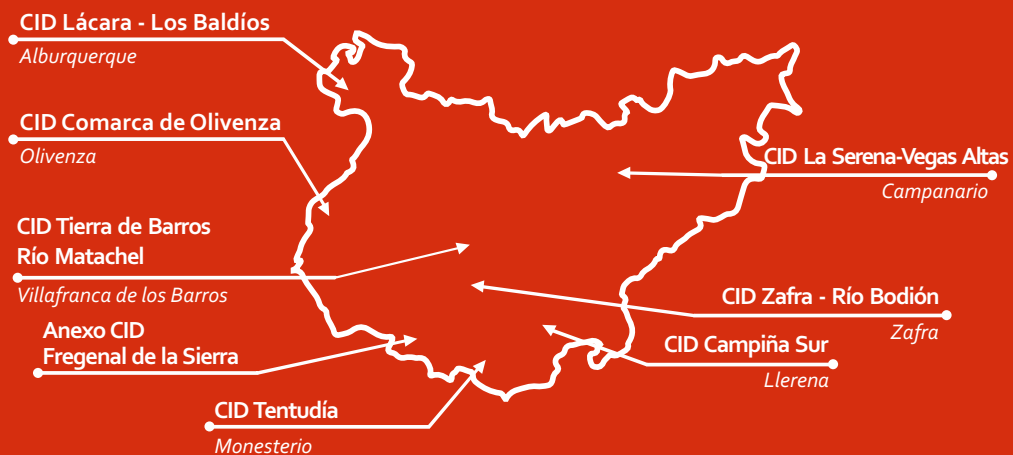 CID Lácara - Los Baldíos
Alburquerque
CID Comarca de Olivenza
Olivenza
CID La Serena-Vegas Altas
Campanario
CID Tierra de Barros
Río Matachel
Villafranca de los Barros
CID Zafra - Río Bodión
Zafra
Anexo CID
Fregenal de la Sierra
CID Campiña Sur
Llerena
CID Tentudía
Monesterio